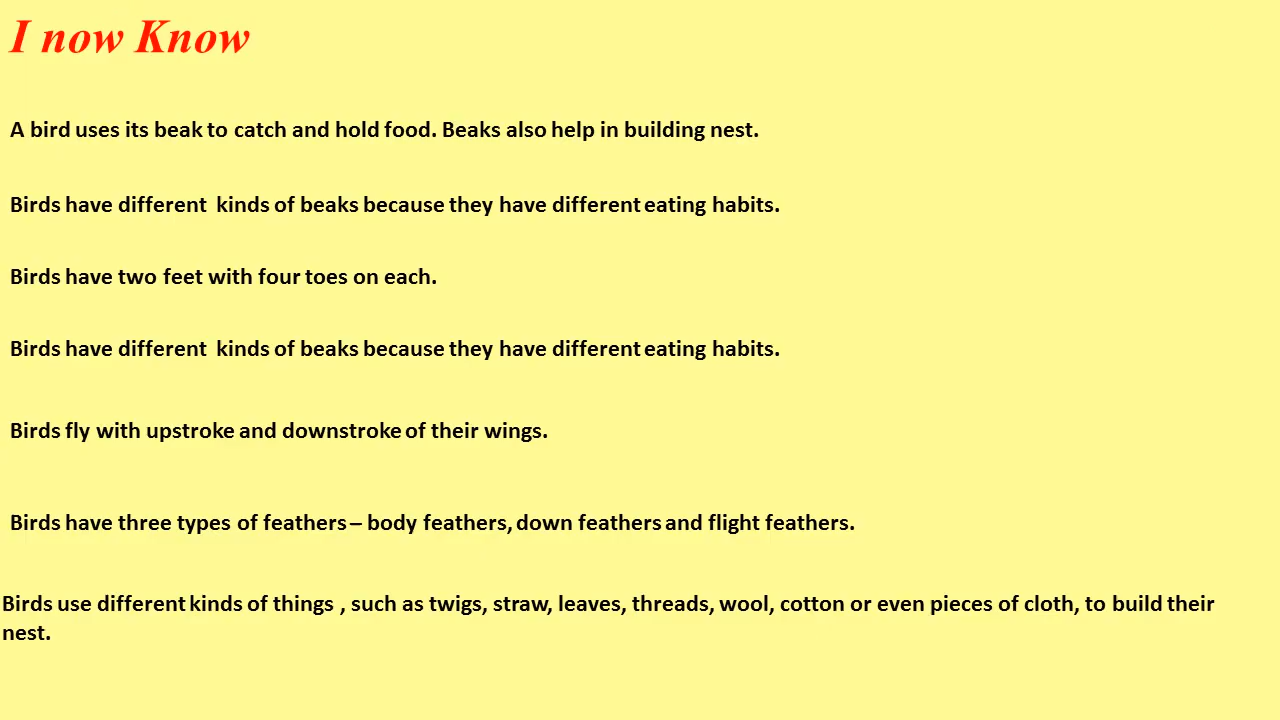 I now Know
A bird uses its beak to catch and hold food. Beaks also help in building nest.
Birds have different  kinds of beaks because they have different eating habits.
Birds have two feet with four toes on each.
Birds have different  kinds of beaks because they have different eating habits.
Birds fly with upstroke and downstroke of their wings.
Birds have three types of feathers – body feathers, down feathers and flight feathers.
Birds use different kinds of things , such as twigs, straw, leaves, threads, wool, cotton or even pieces of cloth, to build their
nest.